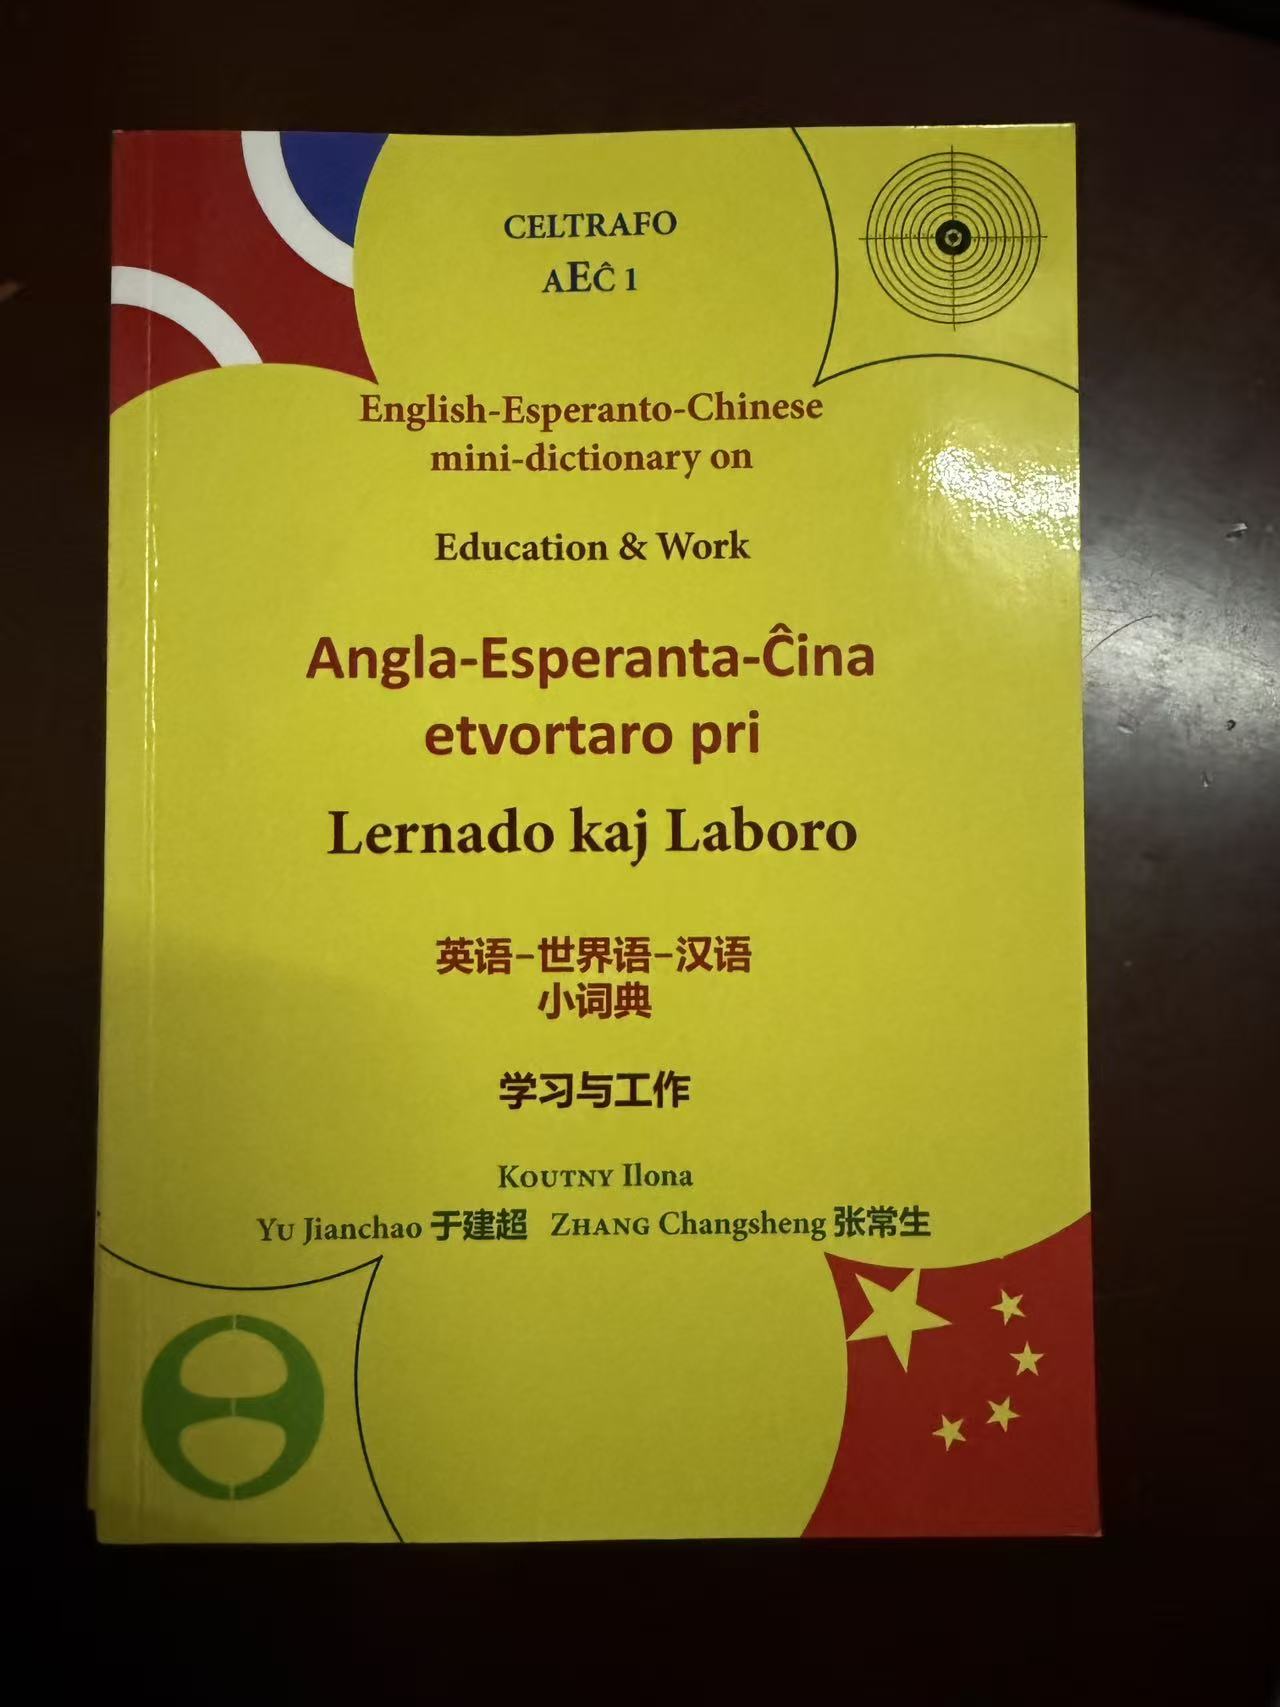 CELTRAFO
AEĈ 1
English-Esperanto-Chinese
mini-dictionary on
Education & Work
Angla-Esperanta-Ĉina
etvortaro pri
Lernado kaj Laboro
英语-世界语-汉语
小词典
学习与工作
KOUTNY Ilona
YU Jianchao 于建超 ZHANG Changsheng 张常生